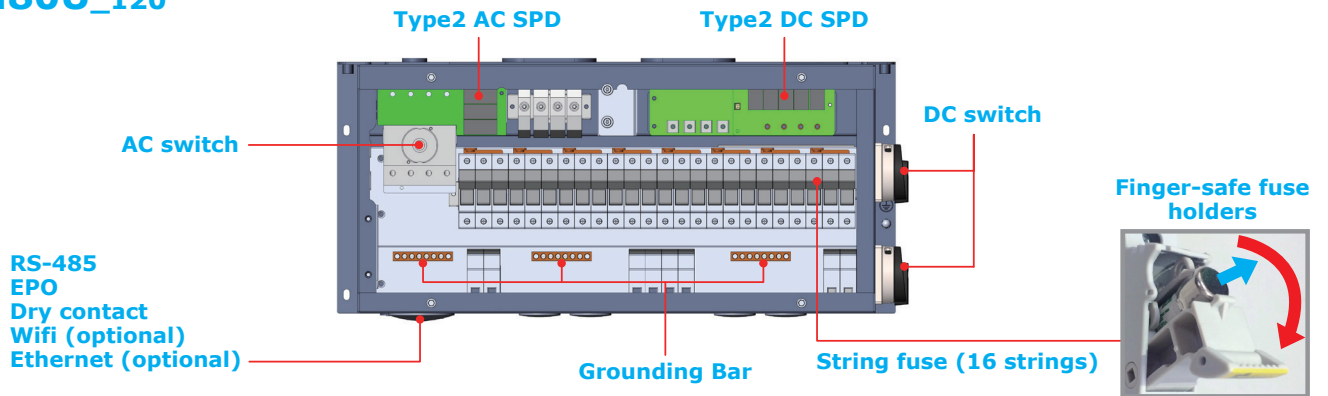 Type2 AC SPD
Type2 DC SPD
AC switch
DC switch
Finger-safe fuse
holders
RS-485
EPO
Dry contact
Wifi (optional)
Ethernet (optional)
Grounding Bar
String fuse (16 strings)